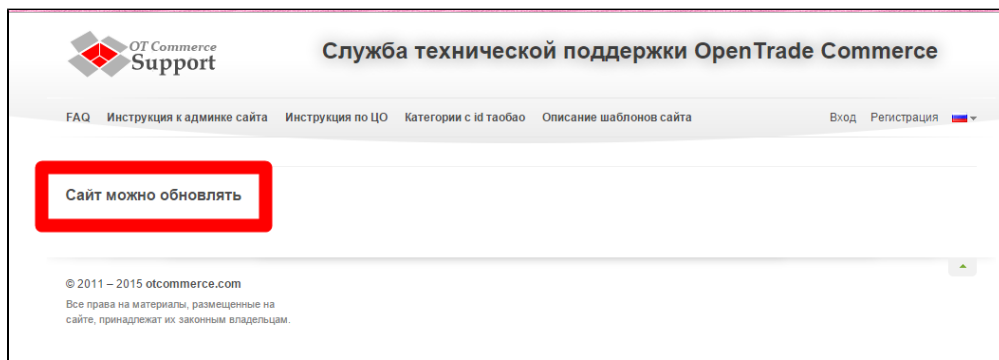 OT Commerce
Support
Служба технической поддержки OpenTrade Commerce
FAQ Инструкция к админке сайта Инструкция по ЦО Категории с id таобао Описание шаблонов сайта Вход Регистрация
Сайт можно обновлять
© 2011 – 2015 otcommerce.com
Все права на материалы, размещенные на
сайте, принадлежат их законным владельцам.